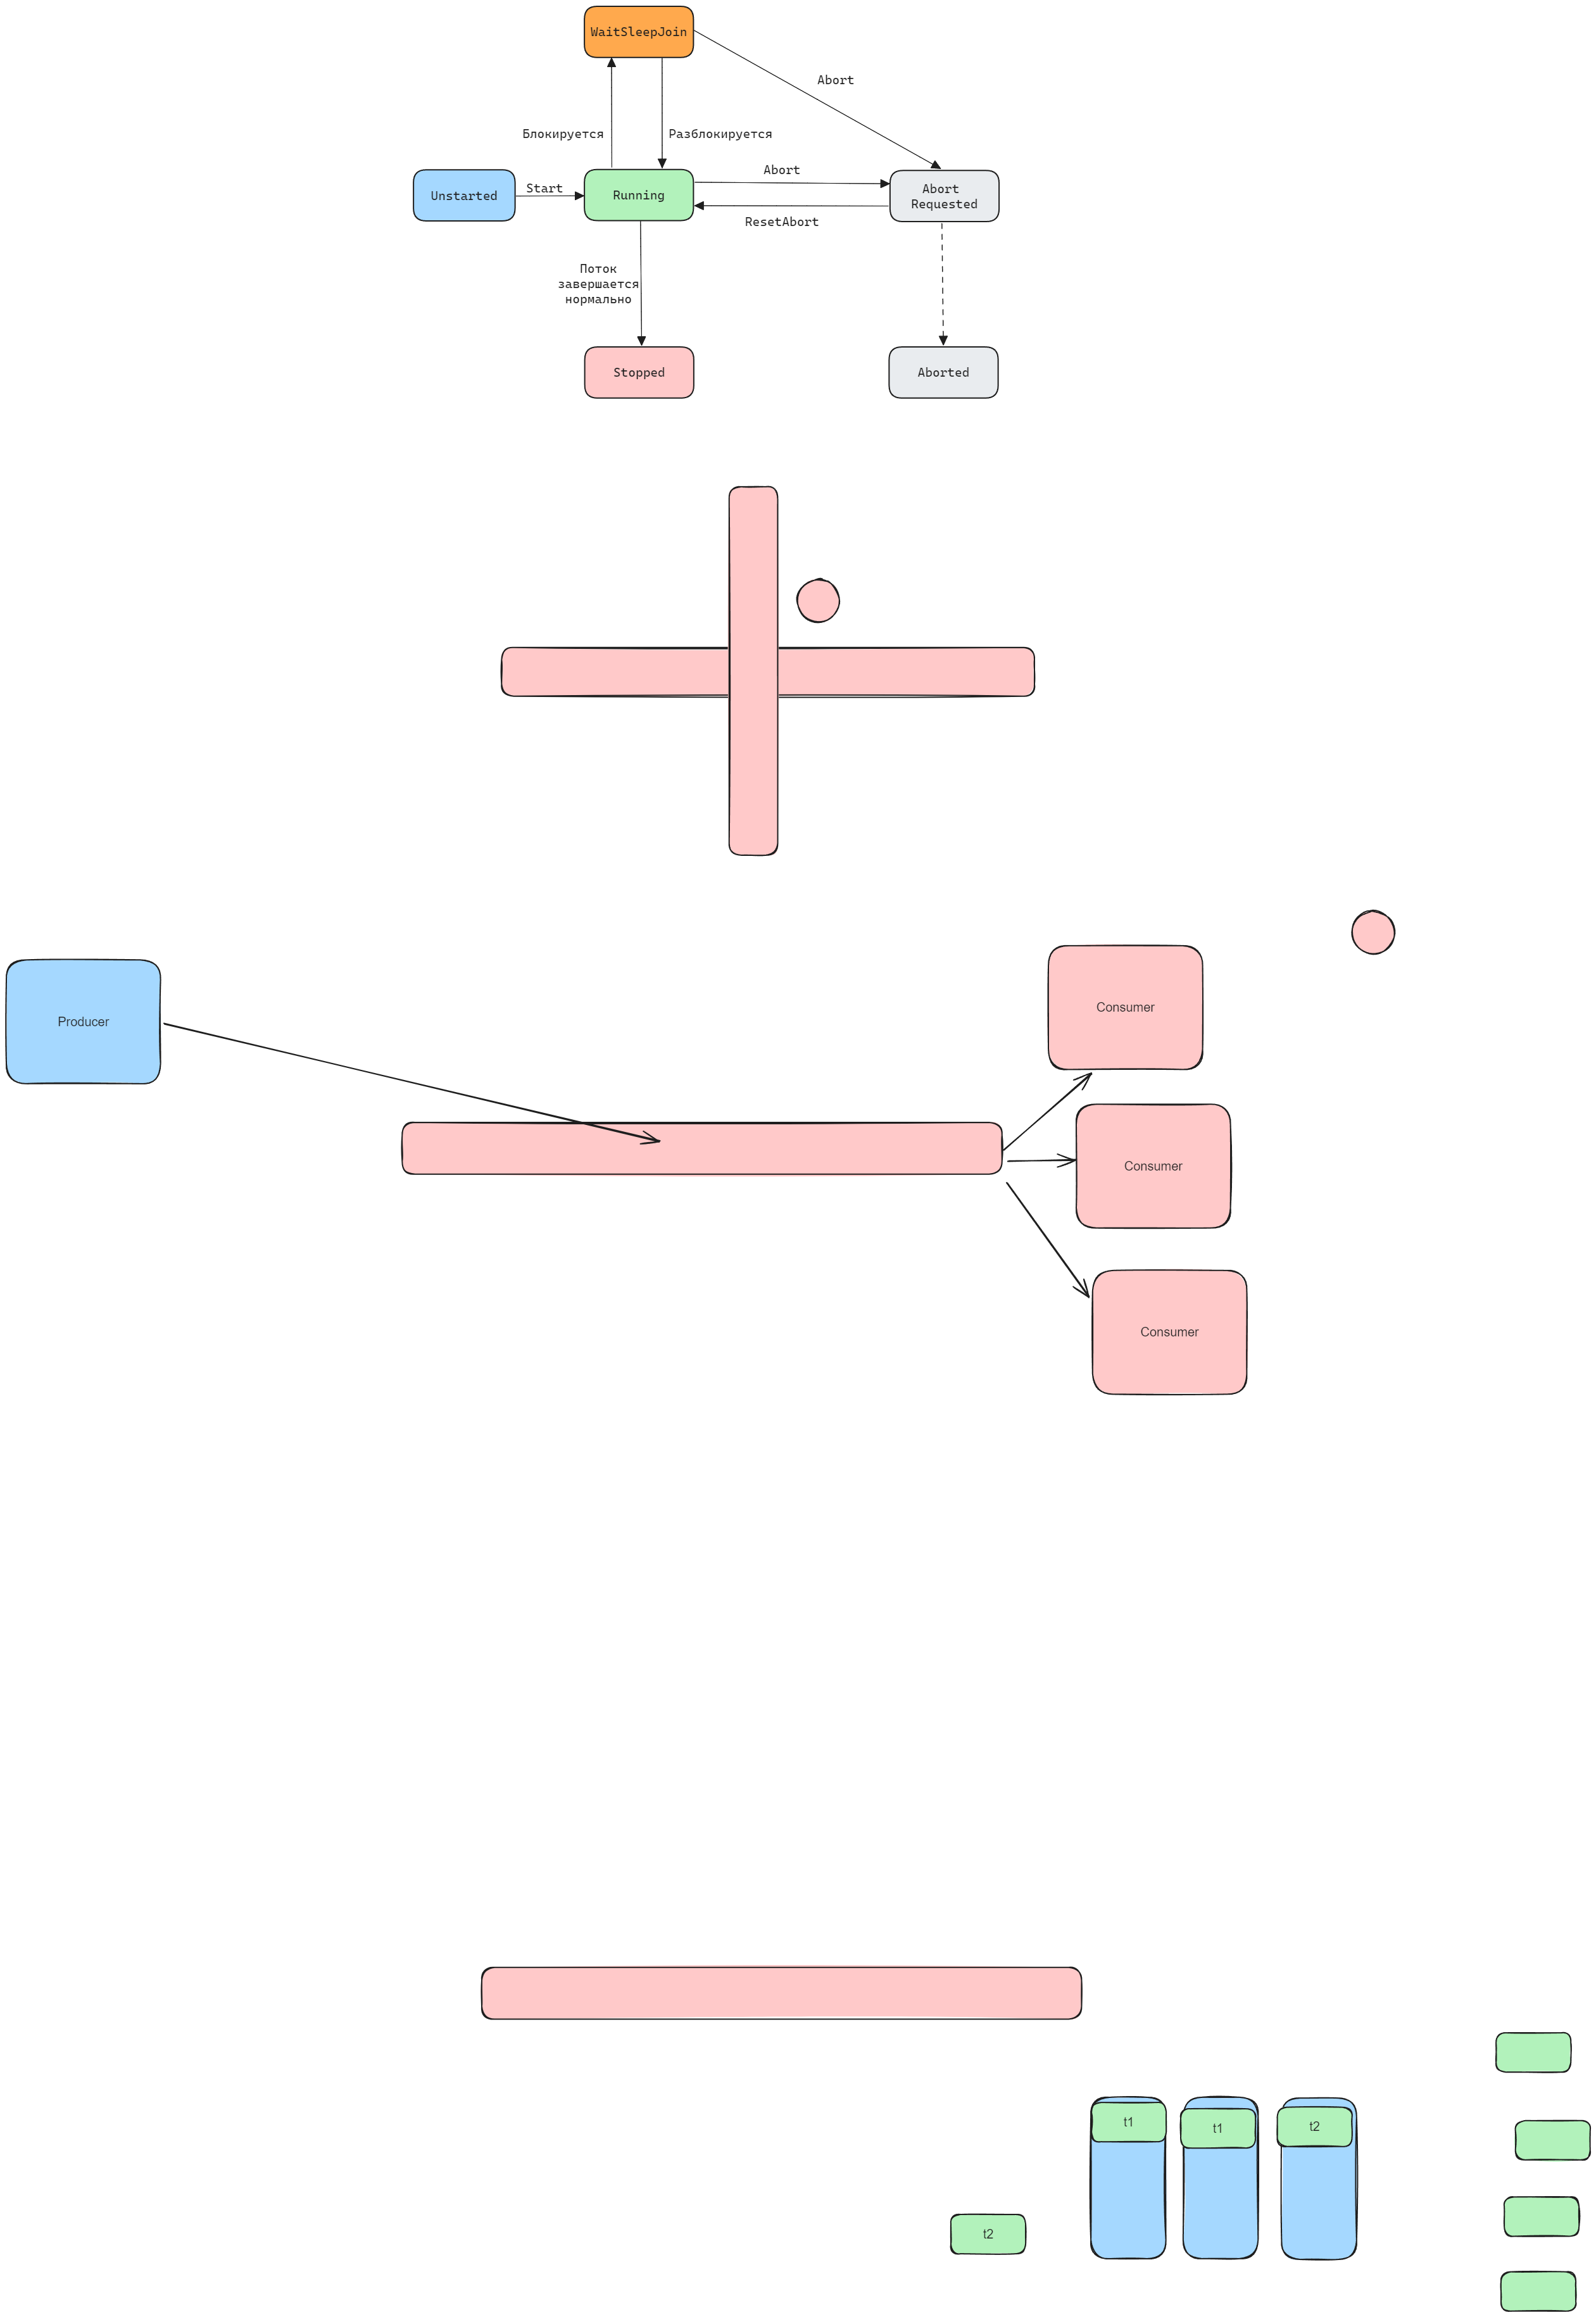 WaitSleepJoin
Abort
Блокируется
Разблокируется
Unstarted
Start
Running
Abort
ResetAbort
Abort
Requested
Поток
завершается
нормально
Stopped
Aborted
Producer
Consumer
Consumer
Consumer
t1
t1
t2
t2